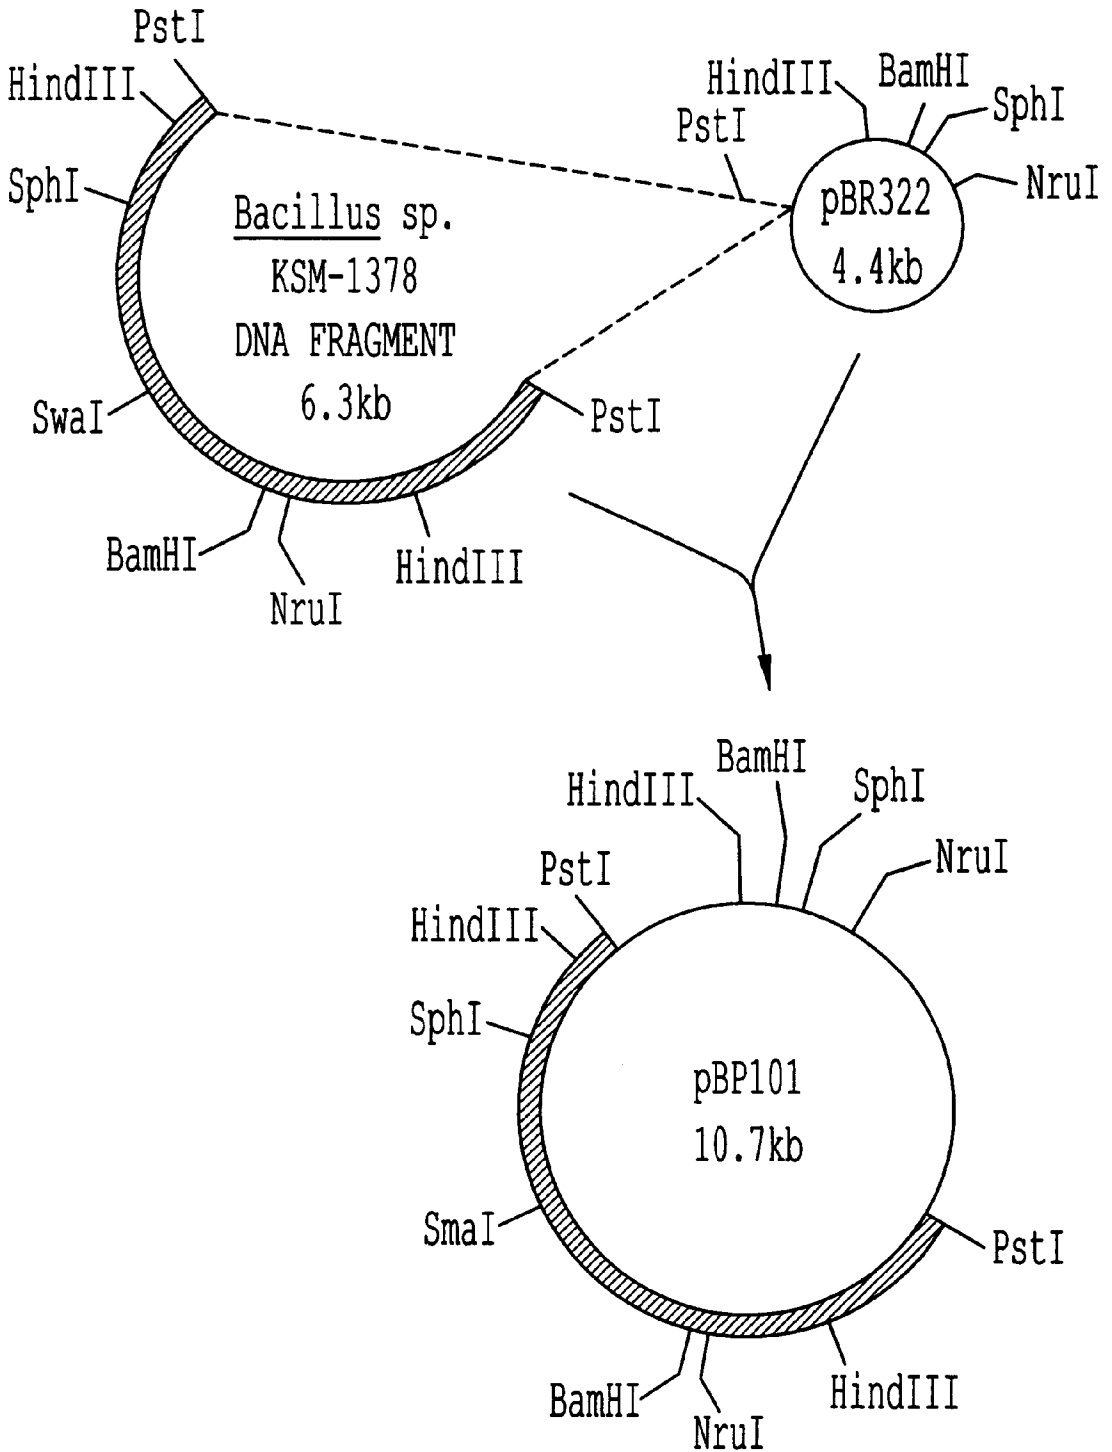 PstI
HindIII
SphI
Bacillus sp.
KSM-1378
DNA FRAGMENT
6.3kb
SwaI
BamHI
NruI
HindIII
PstI
PstI
HindIII
BamHI
SphI
NruI
pBR322
4.4kb
BamHI
HindIII
SphI
NruI
PstI
HindIII
SphI
pBP101
10.7kb
SmaI
PstI
BamHI
NruI
HindIII